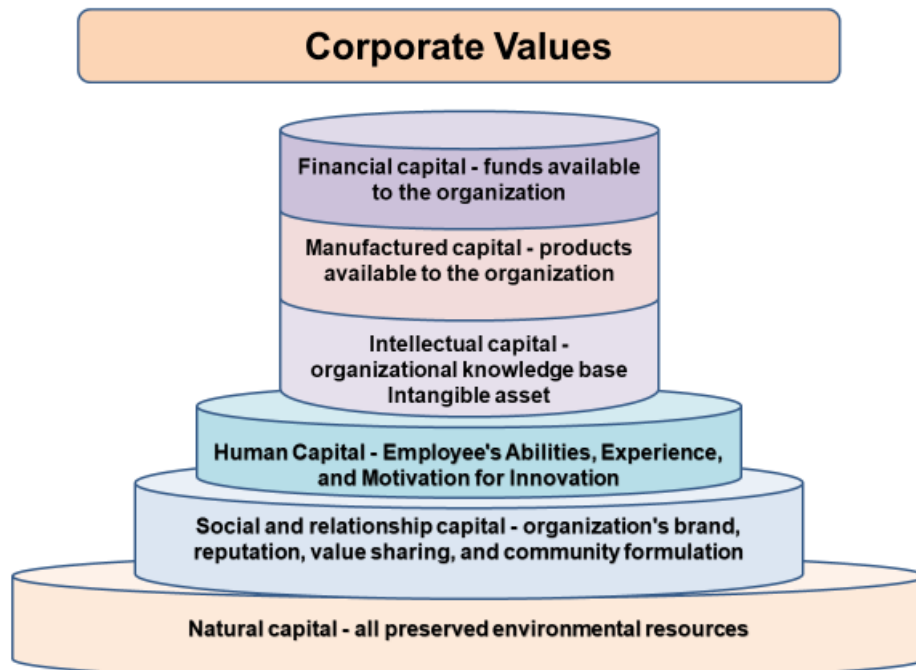 Corporate Values
Financial capital - funds available
to the organization
Manufactured capital - products
available to the organization
Intellectual capital -
organizational knowledge base
Intangible asset
Human Capital - Employee's Abilities, Experience,
and Motivation for Innovation
Social and relationship capital - organization's brand,
reputation, value sharing, and community formulation
Natural capital - all preserved environmental resources